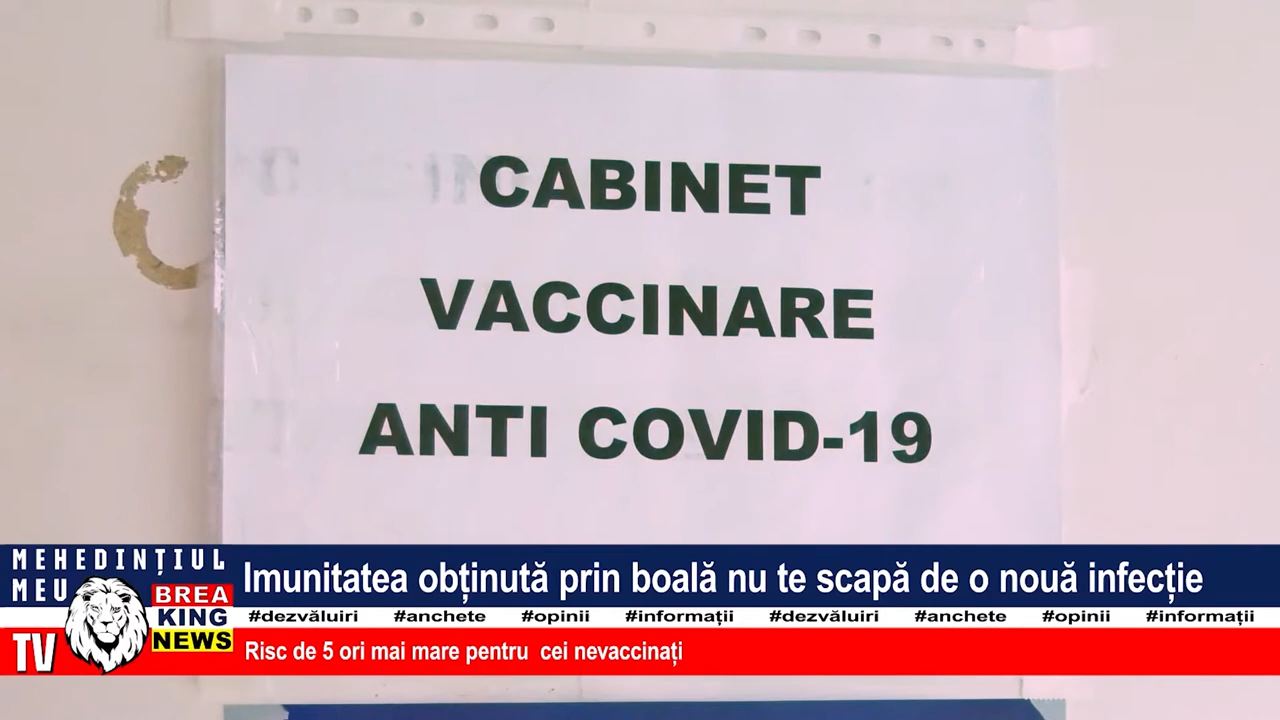 CABINET
VACCINARE
ANTI COVID-19
MEHEDINȚIUL
MEU
TV
BREA
KING
NEWS
Imunitatea obținută prin boală nu te scapă de o nouă infecție
#dezvăluiri #anchete #opinii #informații #dezvăluiri #anchete #opinii #informații
Risc de 5 ori mai mare pentru cei nevaccinați